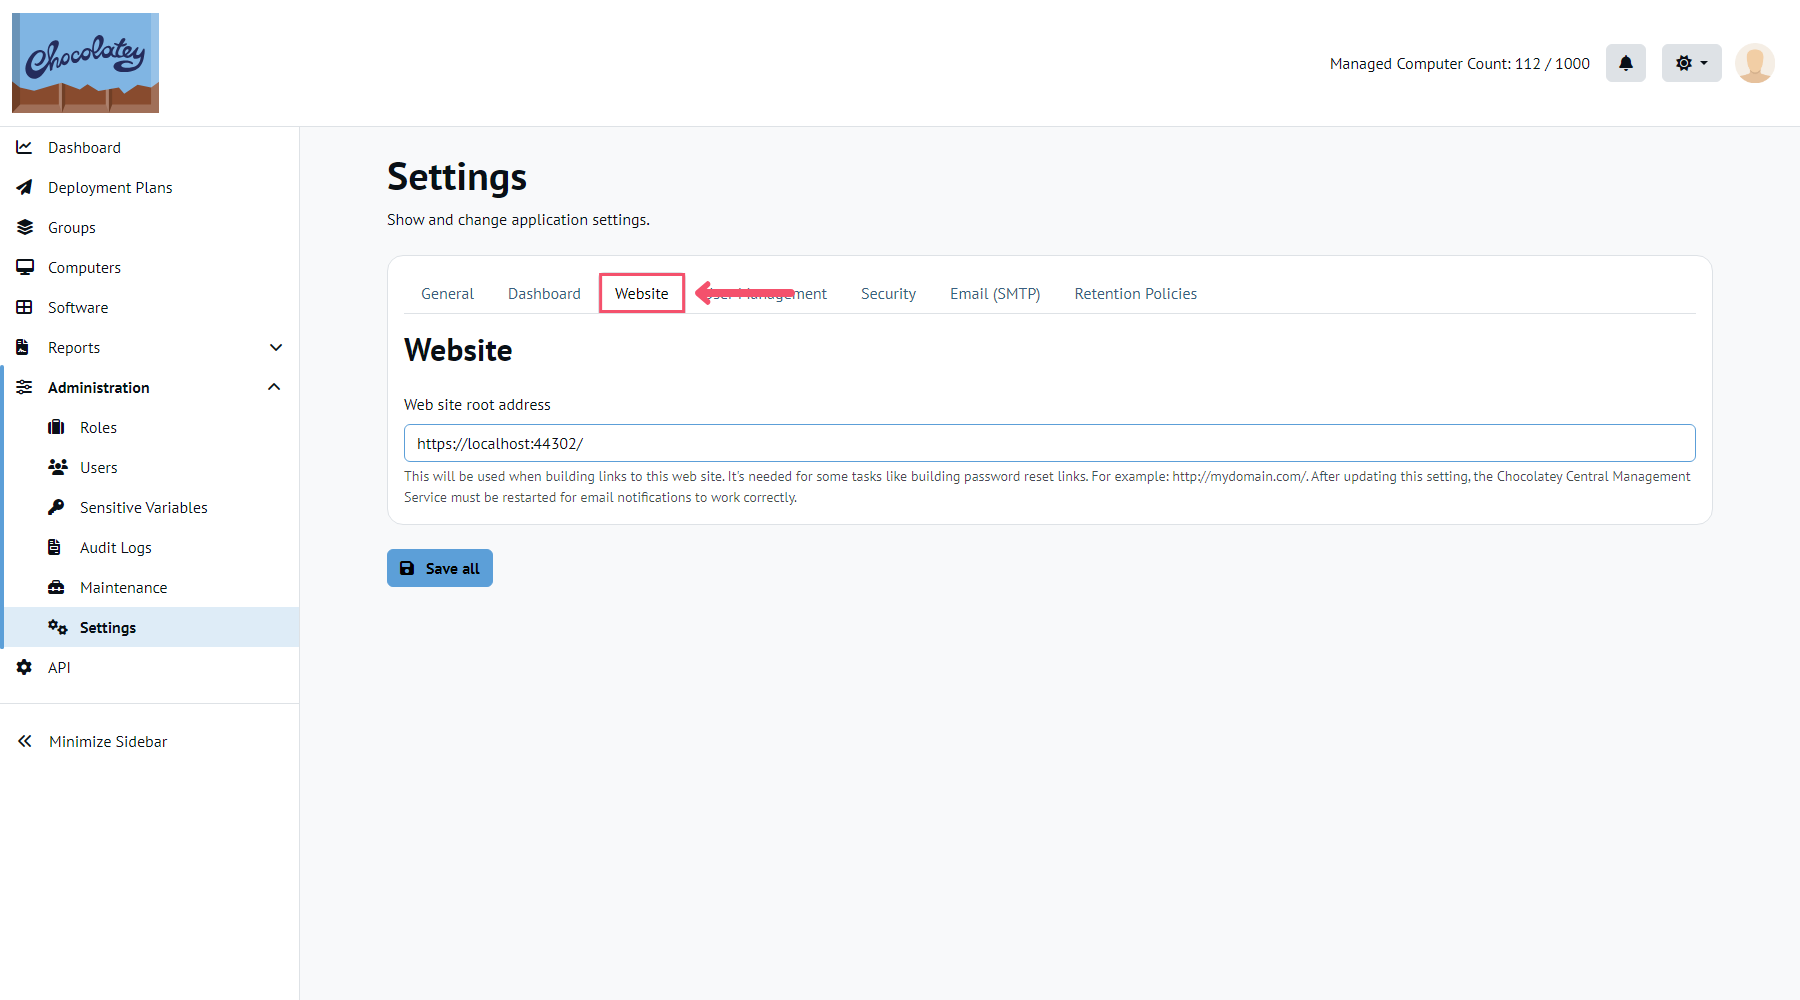 Chocolatey
Managed Computer Count: 112 / 1000
Dashboard
Deployment Plans
Groups
Computers
Software
Reports
Administration
Roles
Users
Sensitive Variables
Audit Logs
Maintenance
Settings
API
Minimize Sidebar
Settings
Show and change application settings.
General Dashboard Website User Management Security Email (SMTP) Retention Policies
Website
Web site root address
https://localhost:44302/
This will be used when building links to this web site. It's needed for some tasks like building password reset links. For example: http://mydomain.com/. After updating this setting, the Chocolatey Central Management
Service must be restarted for email notifications to work correctly.
Save all